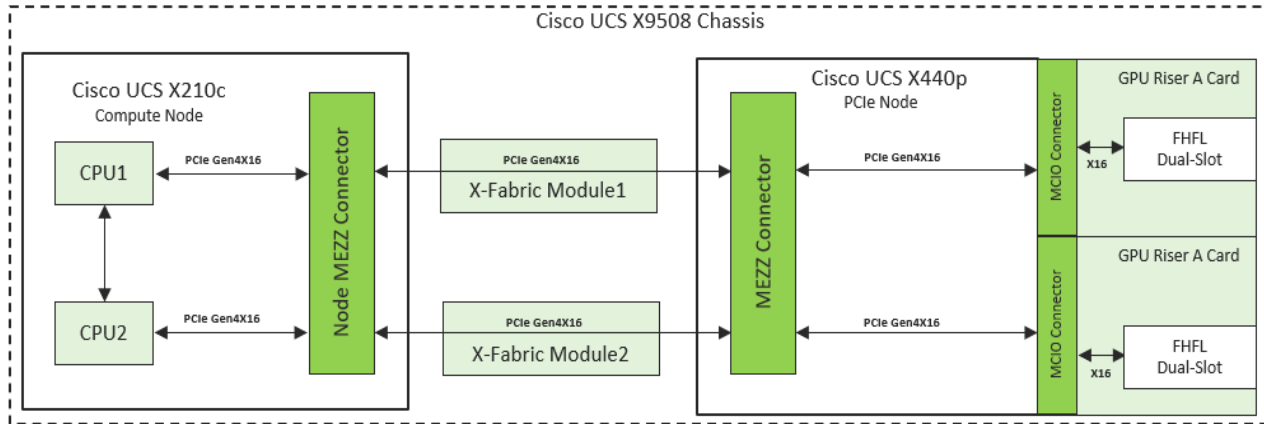 Cisco UCS X9508 Chassis
Cisco UCS X210c
Compute Node
CPU1
PCIe Gen4X16
CPU2
PCIe Gen4X16
Node MEZZ Connector
PCIe Gen4X16
X-Fabric Module1
PCIe Gen4X16
X-Fabric Module2
Cisco UCS X440p
PCIe Node
MEZZ Connector
PCIe Gen4X16
PCIe Gen4X16
MCIO Connector
GPU Riser A Card
X16
FHFL
Dual-Slot
MCIO Connector
GPU Riser A Card
X16
FHFL
Dual-Slot